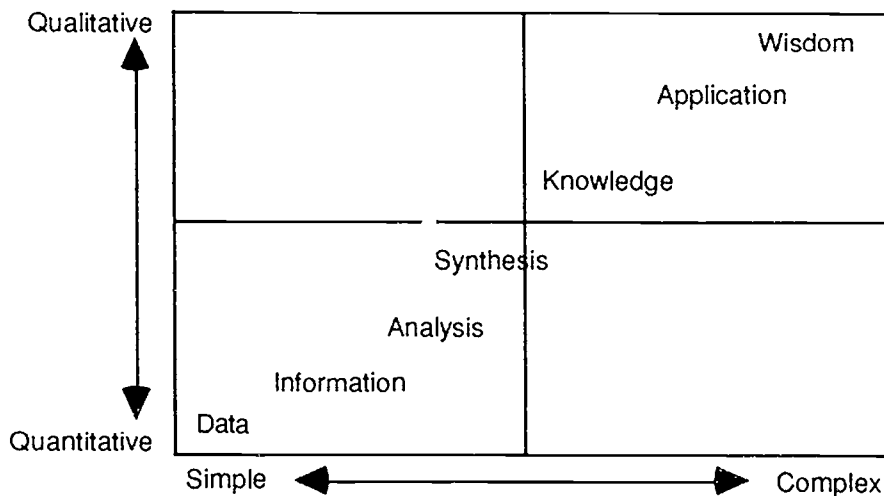 Qualitative
Wisdom
Application
Knowledge
Synthesis
Analysis
Information
Data
Quantitative
Simple
Complex